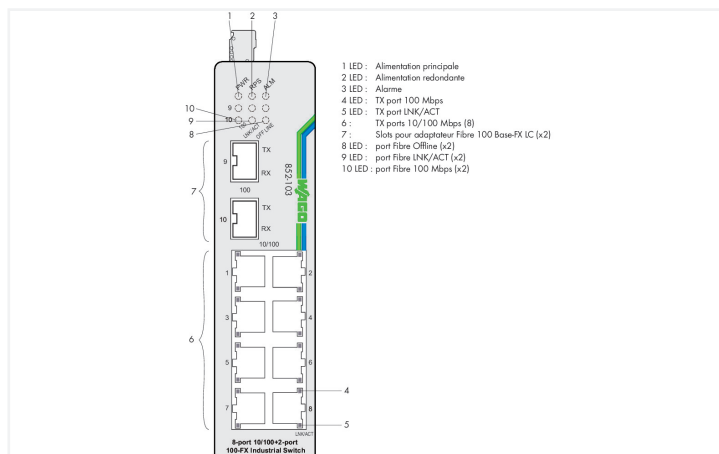 1 2 3
PWR RPS ALM
9
10
10
9
8
100
LNK/ACT
OFF LINE
9 TX
RX
100
7
10 TX
RX
10/100
852-103
WAGO
1 2
3 4
5 6
7 8
6
4
5
LNK/ACT
8-port 10/100+2-port
100-FX Industrial Switch
1 LED : Alimentation principale
2 LED : Alimentation redondante
3 LED : Alarme
4 LED : TX port 100 Mbps
5 LED : TX port LNK/ACT
6 : TX ports 10/100 Mbps (8)
7 : Slots pour adaptateur Fibre 100 Base-FX LC (x2)
8 LED : port Fibre Offline (x2)
9 LED : port Fibre LNK/ACT (x2)
10 LED : port Fibre 100 Mbps (x2)